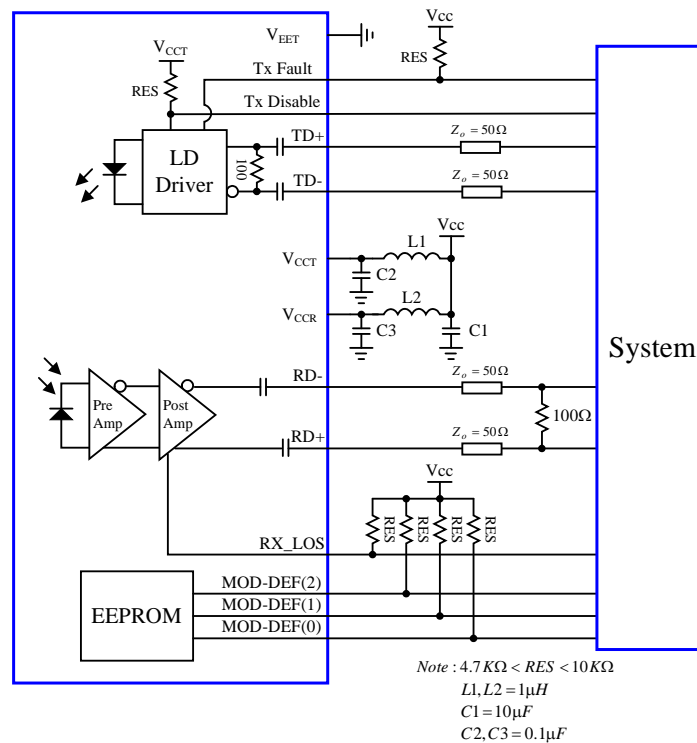 V_EET
Vcc
V_CCT
RES
Tx Fault
RES
Tx Disable
LD
Driver
100
TD+
Z_o = 50Ω
TD-
Z_o = 50Ω
Vcc
V_CCT
L1
C2
V_CCR
L2
C3
C1
System
RD-
Z_o = 50Ω
Pre
Amp
Post
Amp
100Ω
RD+
Z_o = 50Ω
Vcc
RES
RES
RES
RES
RX_LOS
EEPROM
MOD-DEF(2)
MOD-DEF(1)
MOD-DEF(0)
Note : 4.7KΩ < RES < 10KΩ
L1, L2 = 1μH
C1 = 10μF
C2, C3 = 0.1μF